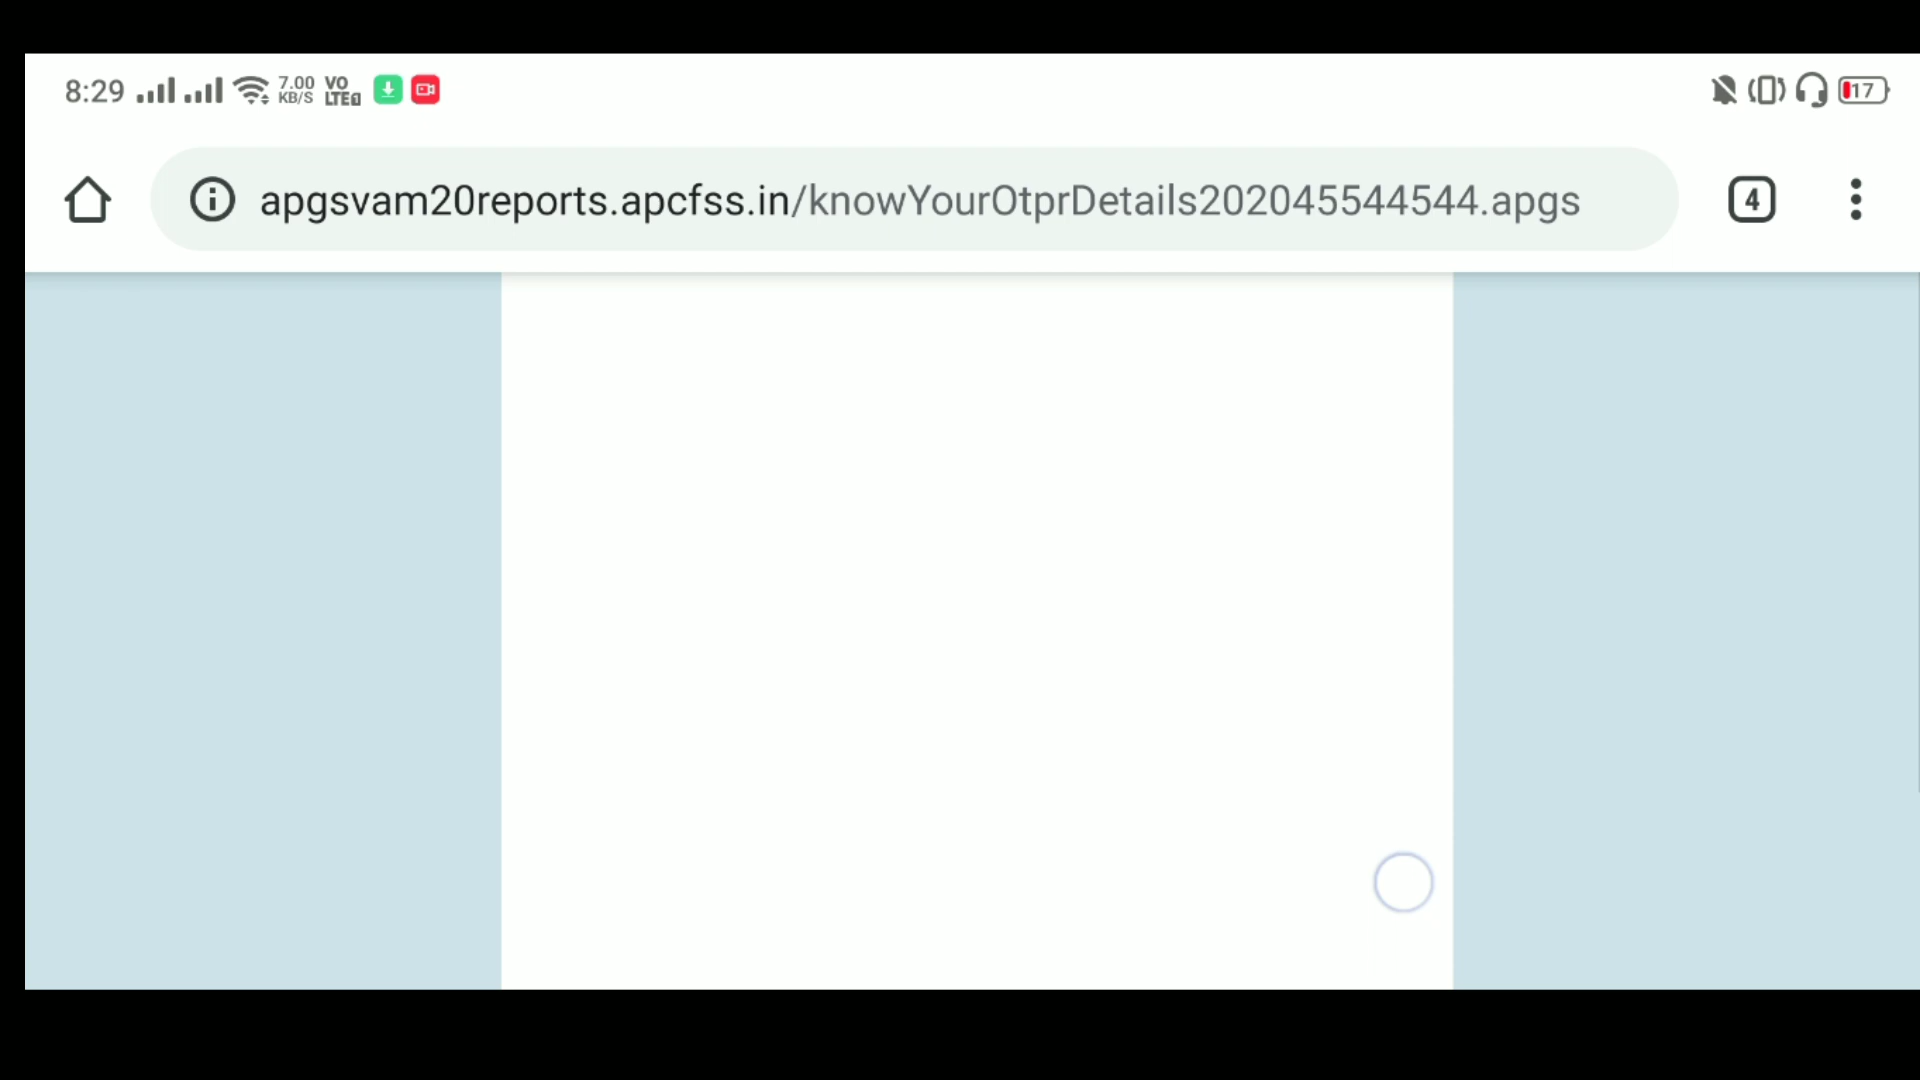 8:29 7.00 KB/S VO LTE 17
apgsvam20reports.apcfss.in/knowYourOtprDetails202045544544.apgs 4